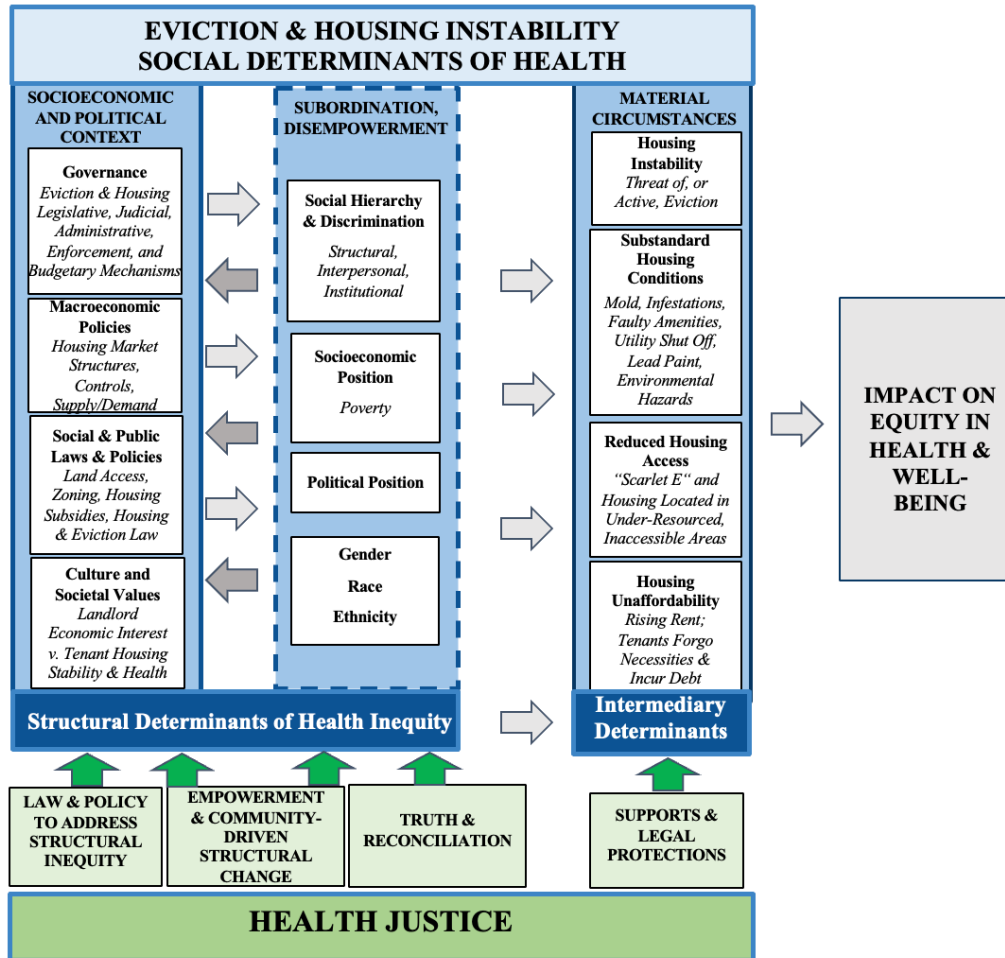 EVICTION & HOUSING INSTABILITY
SOCIAL DETERMINANTS OF HEALTH
SOCIOECONOMIC
AND POLITICAL
CONTEXT
Governance
Eviction & Housing
Legislative, Judicial,
Administrative,
Enforcement, and
Budgetary Mechanisms
Macroeconomic
Policies
Housing Market
Structures,
Controls,
Supply/Demand
Social & Public
Laws & Policies
Land Access,
Zoning, Housing
Subsidies, Housing
& Eviction Law
Culture and
Societal Values
Landlord
Economic Interest
v. Tenant Housing
Stability & Health
SUBORDINATION,
DISEMPOWERMENT
Social Hierarchy
& Discrimination
Structural,
Interpersonal,
Institutional
Socioeconomic
Position
Poverty
Political Position
Gender
Race
Ethnicity
Structural Determinants of Health Inequity
MATERIAL
CIRCUMSTANCES
Housing
Instability
Threat of, or
Active, Eviction
Substandard
Housing
Conditions
Mold, Infestations,
Faulty Amenities,
Utility Shut Off,
Lead Paint,
Environmental
Hazards
Reduced Housing
Access
“Scarlet E“ and
Housing Located in
Under-Resourced,
Inaccessible Areas
Housing
Unaffordability
Rising Rent;
Tenants Forgo
Necessities &
Incur Debt
Intermediary
Determinants
IMPACT ON
EQUITY IN
HEALTH &
WELL-
BEING
LAW & POLICY
TO ADDRESS
STRUCTURAL
INEQUITY
EMPOWERMENT
& COMMUNITY-
DRIVEN
STRUCTURAL
CHANGE
TRUTH &
RECONCILIATION
SUPPORTS &
LEGAL
PROTECTIONS
HEALTH JUSTICE